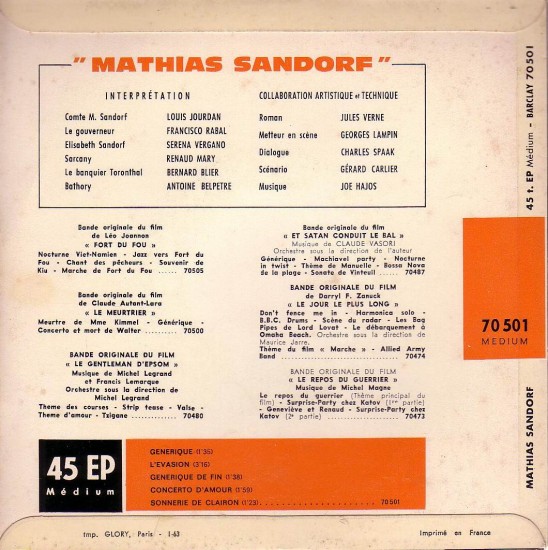 " MATHIAS SANDORF "
INTERPRÉTATION
Comte M. Sandorf LOUIS JOURDAN
Le gouverneur FRANCISCO RABAL
Elisabeth Sandorf SERENA VERGANO
Sarcany RENAUD MARY
Le banquier Toronthal BERNARD BLIER
Bathory ANTOINE BELPETRE
COLLABORATION ARTISTIQUE et TECHNIQUE
Roman JULES VERNE
Metteur en scène GEORGES LAMPIN
Dialogue CHARLES SPAAK
Scénario GÉRARD CARLIER
Musique JOE HAJOS
Bande originale du film
de Léo Joannon
« FORT DU FOU »
Nocturne Viet-Namien - Jazz vers Fort du
Fou - Chant des pêcheurs - Souvenir de
Kiu - Marche de Fort du Fou ...... 70505
Bande originale du film
de Claude Autant-Lara
« LE MEURTRIER »
Meurtre de Mme Kimmel - Générique -
Concerto et mort de Walter ......... 70500
BANDE ORIGINALE DU FILM
« LE GENTLEMAN D'EPSOM »
Musique de Michel Legrand
et Francis Lemarque
Orchestre sous la direction de
Michel Legrand
Theme des courses - Strip tease - Valse -
Theme d'amour - Tzigane ......... 70480
Bande originale du film
« ET SATAN CONDUIT LE BAL »
Musique de CLAUDE VASORI
Orchestre sous la direction de l'auteur
Générique - Machiavel party - Nocturne
in twist - Thème de Manuelle - Bossa Nova
de la plage - Sonate de Vinteuil .... 70487
BANDE ORIGINALE DU FILM
de Darryl F. Zanuck
« LE JOUR LE PLUS LONG »
Don't fence me in - Harmonica solo -
B.B.C. Drums - Scène du radar - Les Bag
Pipes de Lord Lovat - Le débarquement à
Omaha Beach. Orchestre sous la direction de
Maurice Jarre.
Thème du film « Marche » - Allied Army
Band ................................ 70474
BANDE ORIGINALE DU FILM
« LE REPOS DU GUERRIER »
Musique de Michel Magne
Le repos du guerrier (Thème principal du
film) - Surprise-Party chez Katov (1re partie)
- Geneviève et Renaud - Surprise-Party chez
Katov (2e partie) .................. 70473
45 EP
Médium
GENERIQUE (1'35)
L'EVASION (3'16)
GENERIQUE DE FIN (1'38)
CONCERTO D'AMOUR (1'59)
SONNERIE DE CLAIRON (1'23) .................. 70501
Imp. GLORY, Paris - 1-63
Imprimé en France
45 t. EP Médium - BARCLAY 70501
70 501
MEDIUM
MATHIAS SANDORF